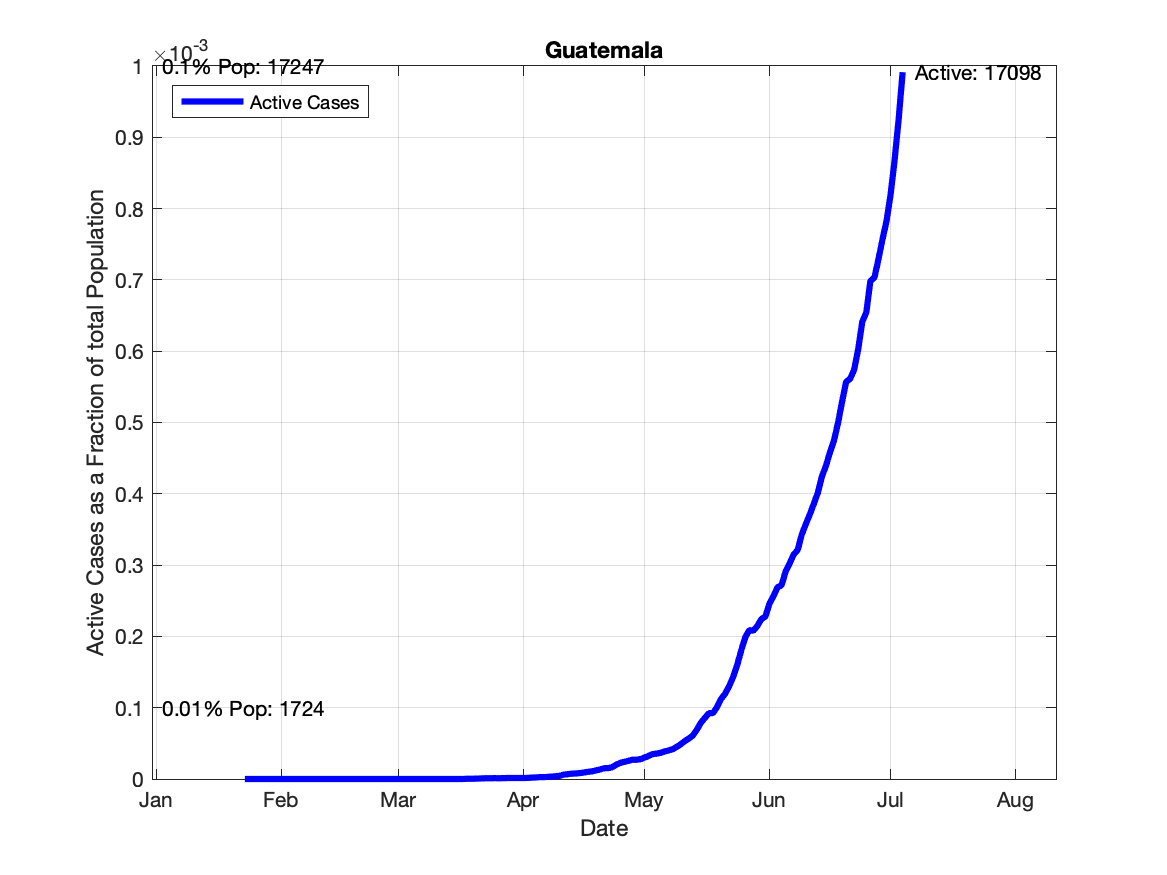 ×10-3
Guatemala
1
0.1% Pop: 17247
Active: 17098
Active Cases
0.9
0.8
0.7
0.6
0.5
0.4
0.3
0.2
0.1
0.01% Pop: 1724
0
Active Cases as a Fraction of total Population
Jan Feb Mar Apr May Jun Jul Aug
Date